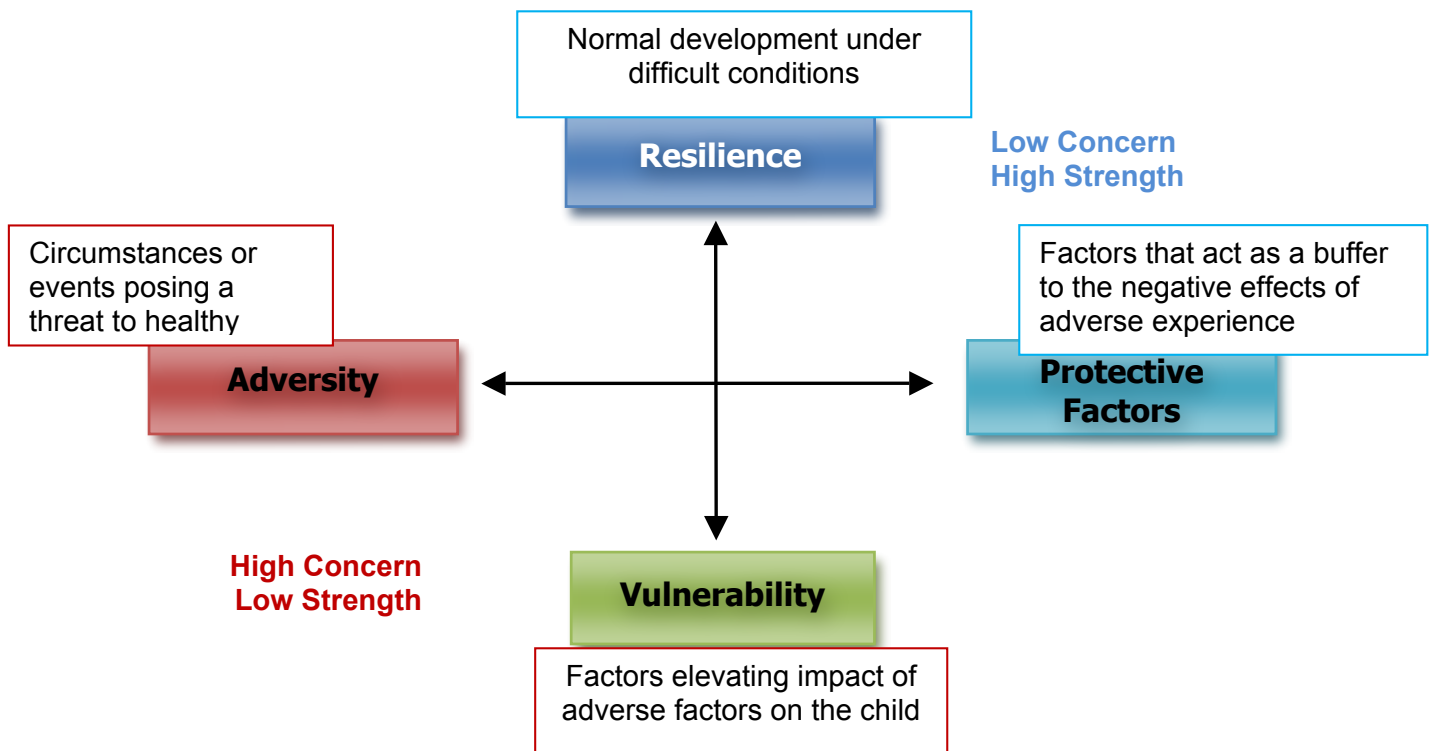 Normal development under
difficult conditions
Resilience
Low Concern
High Strength
Circumstances or
events posing a
threat to healthy
Adversity
Factors that act as a buffer
to the negative effects of
adverse experience
Protective
Factors
High Concern
Low Strength
Vulnerability
Factors elevating impact of
adverse factors on the child